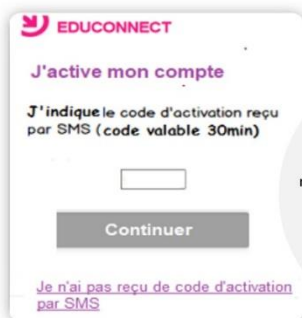 EDUCONNECT
J'active mon compte
J'indique le code d'activation reçu
par SMS (code valable 30min)
Continuer
Je n'ai pas reçu de code d'activation
par SMS